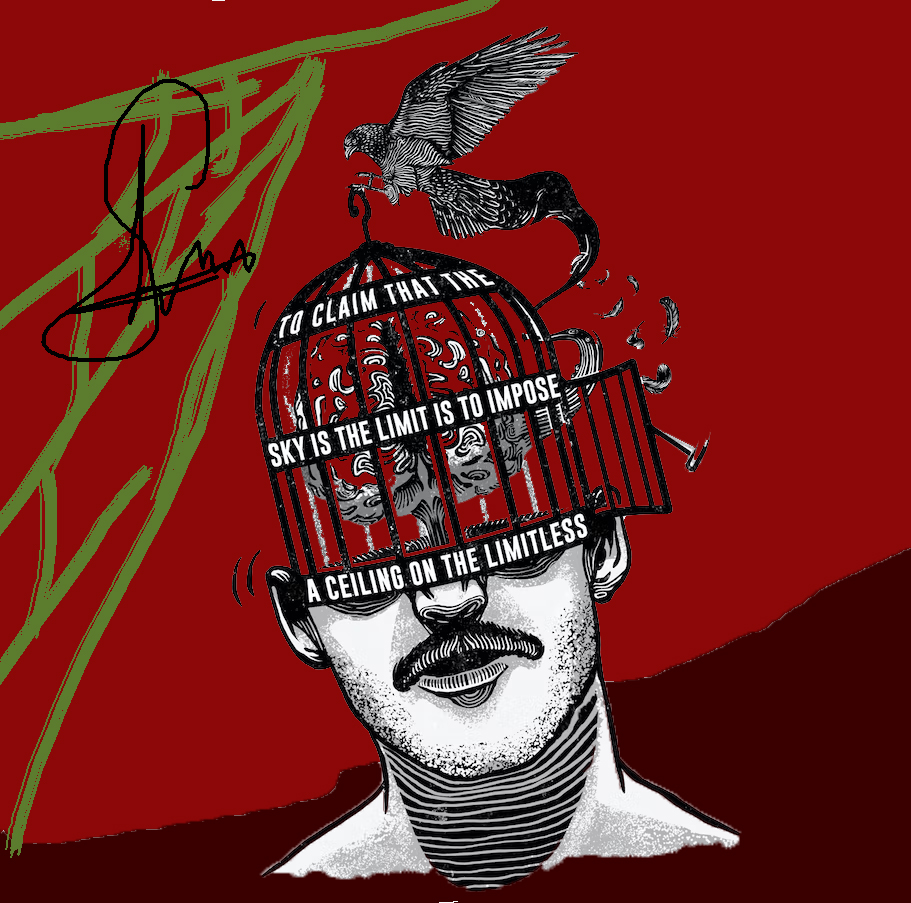 TO CLAIM THAT THE
SKY IS THE LIMIT IS TO IMPOSE
A CEILING ON THE LIMITLESS